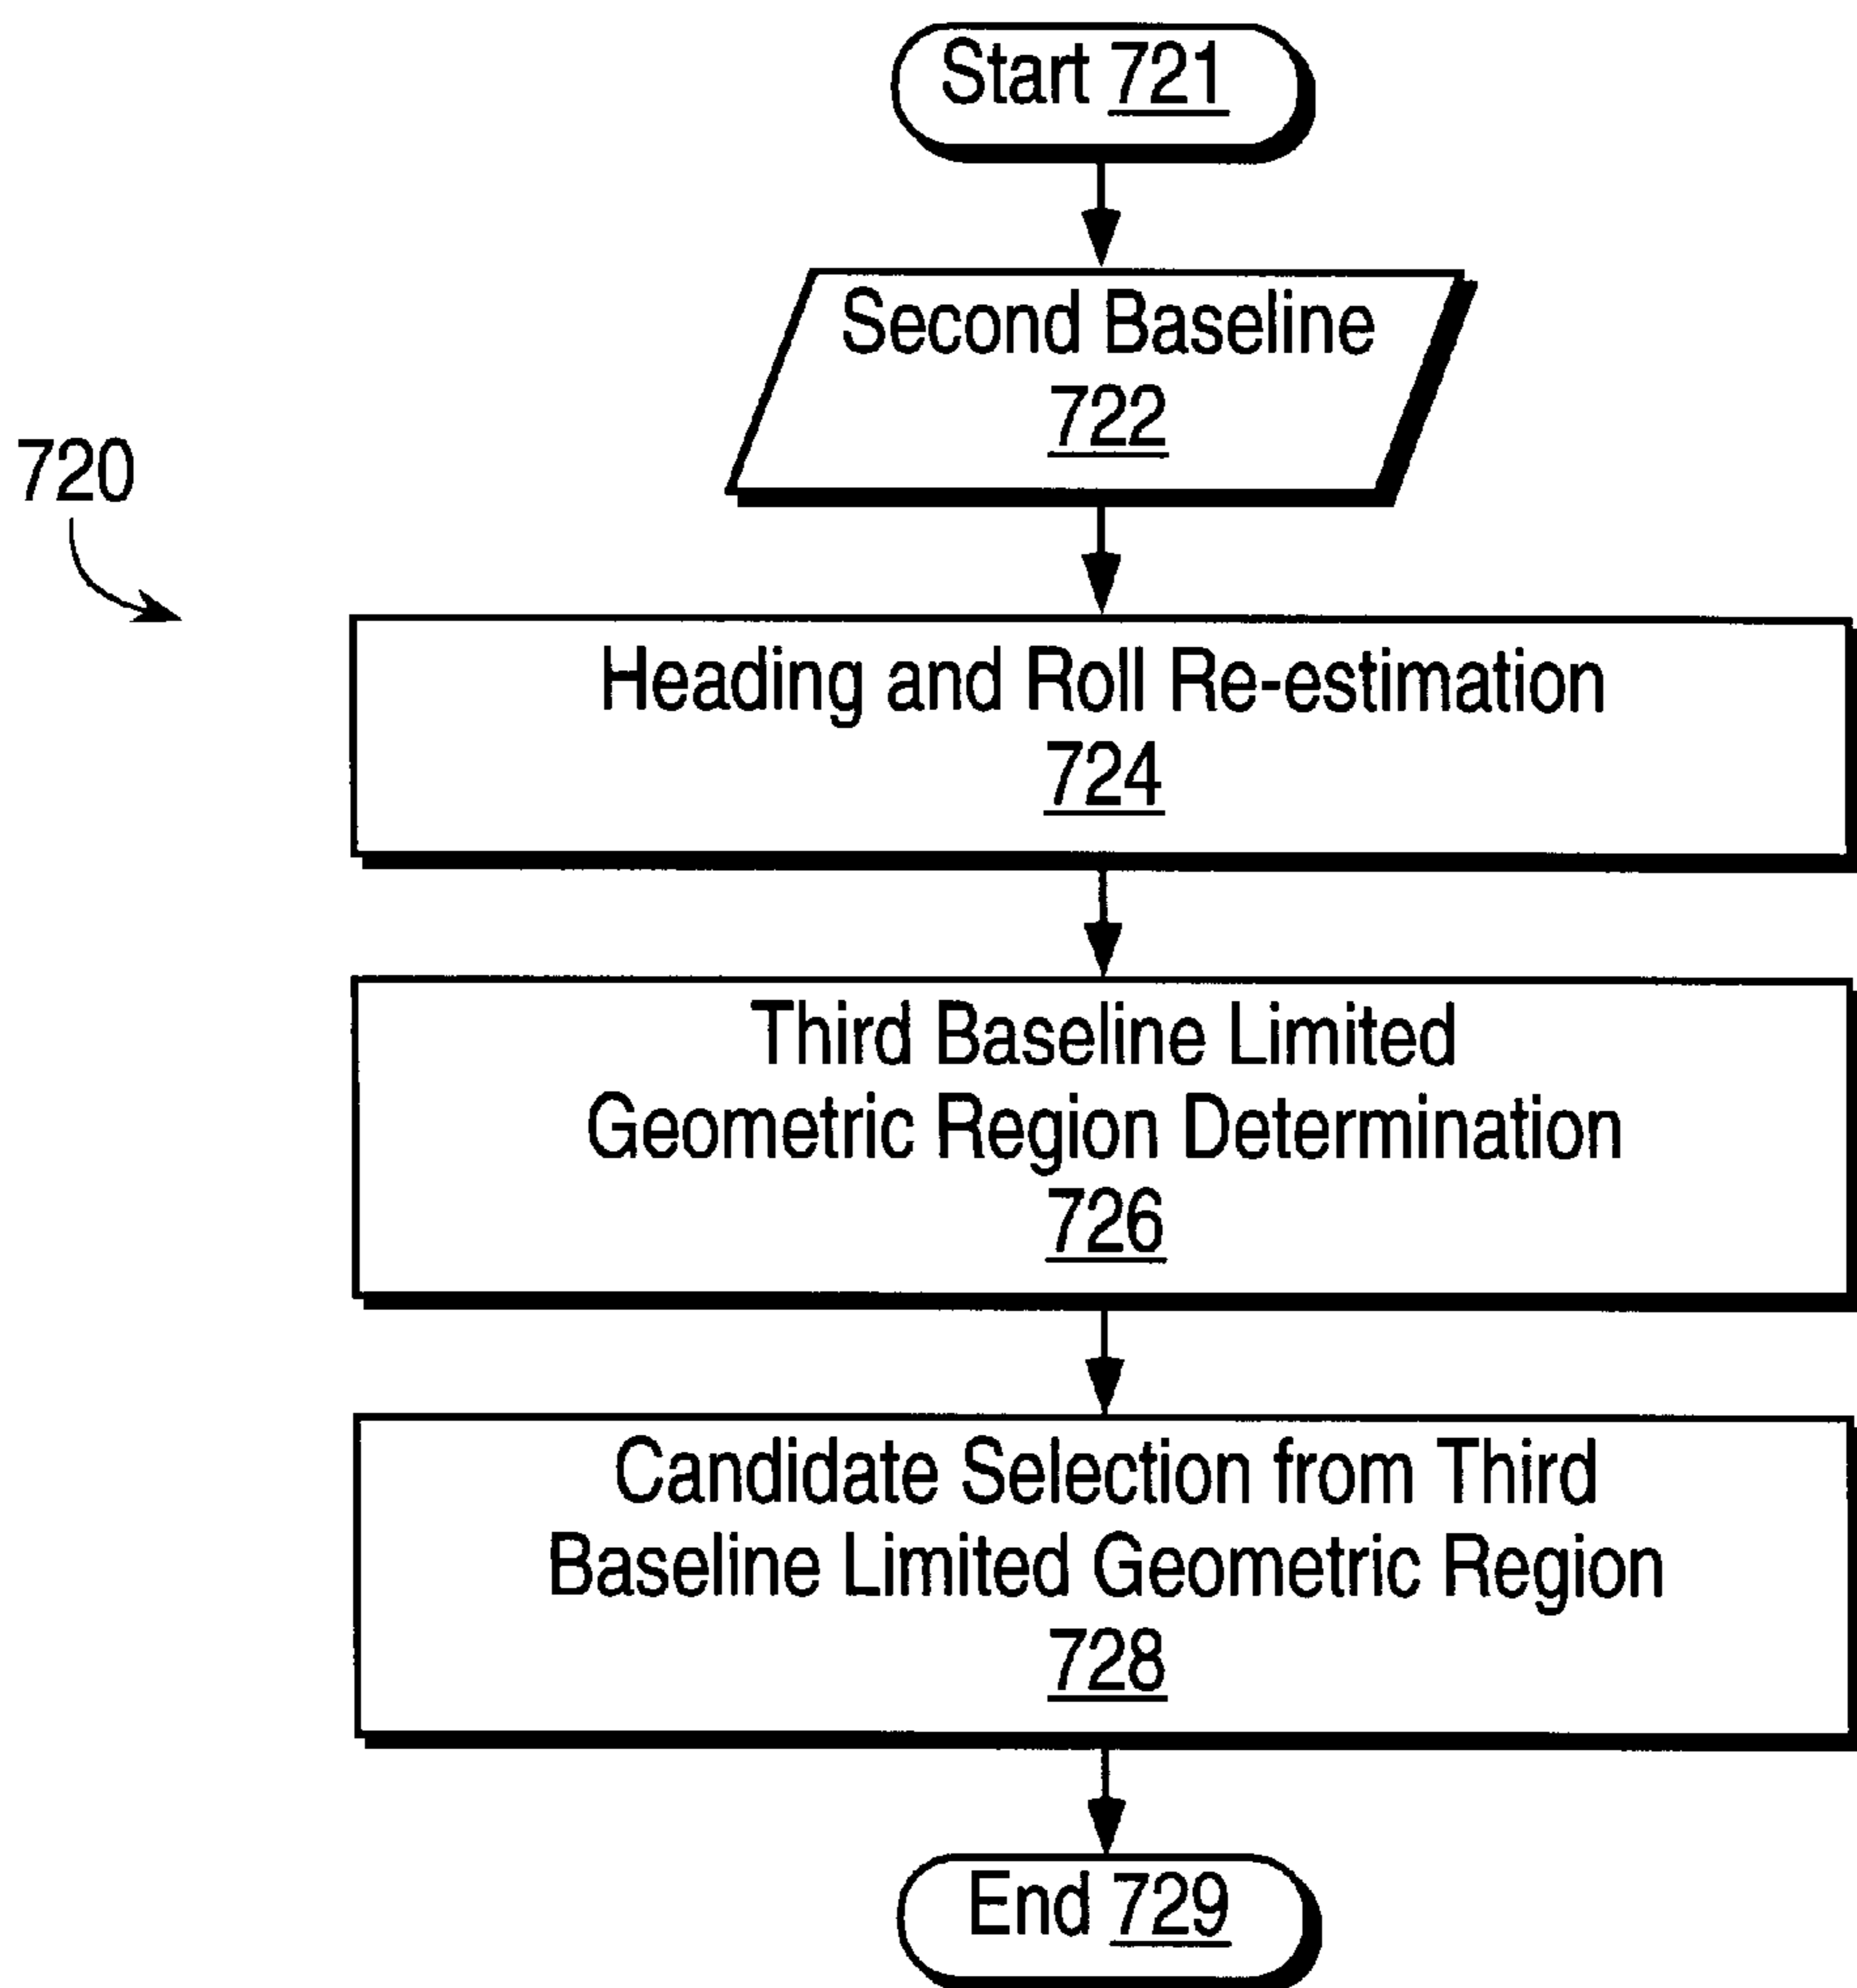 Start 721
Second Baseline
722
720
Heading and Roll Re-estimation
724
Third Baseline Limited
Geometric Region Determination
726
Candidate Selection from Third
Baseline Limited Geometric Region
728
End 729